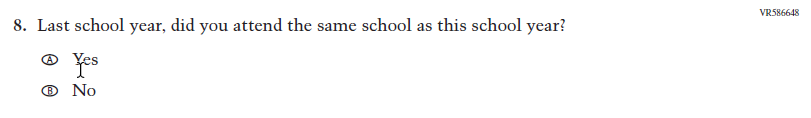 VR586648
8. Last school year, did you attend the same school as this school year?
A Yes
B No